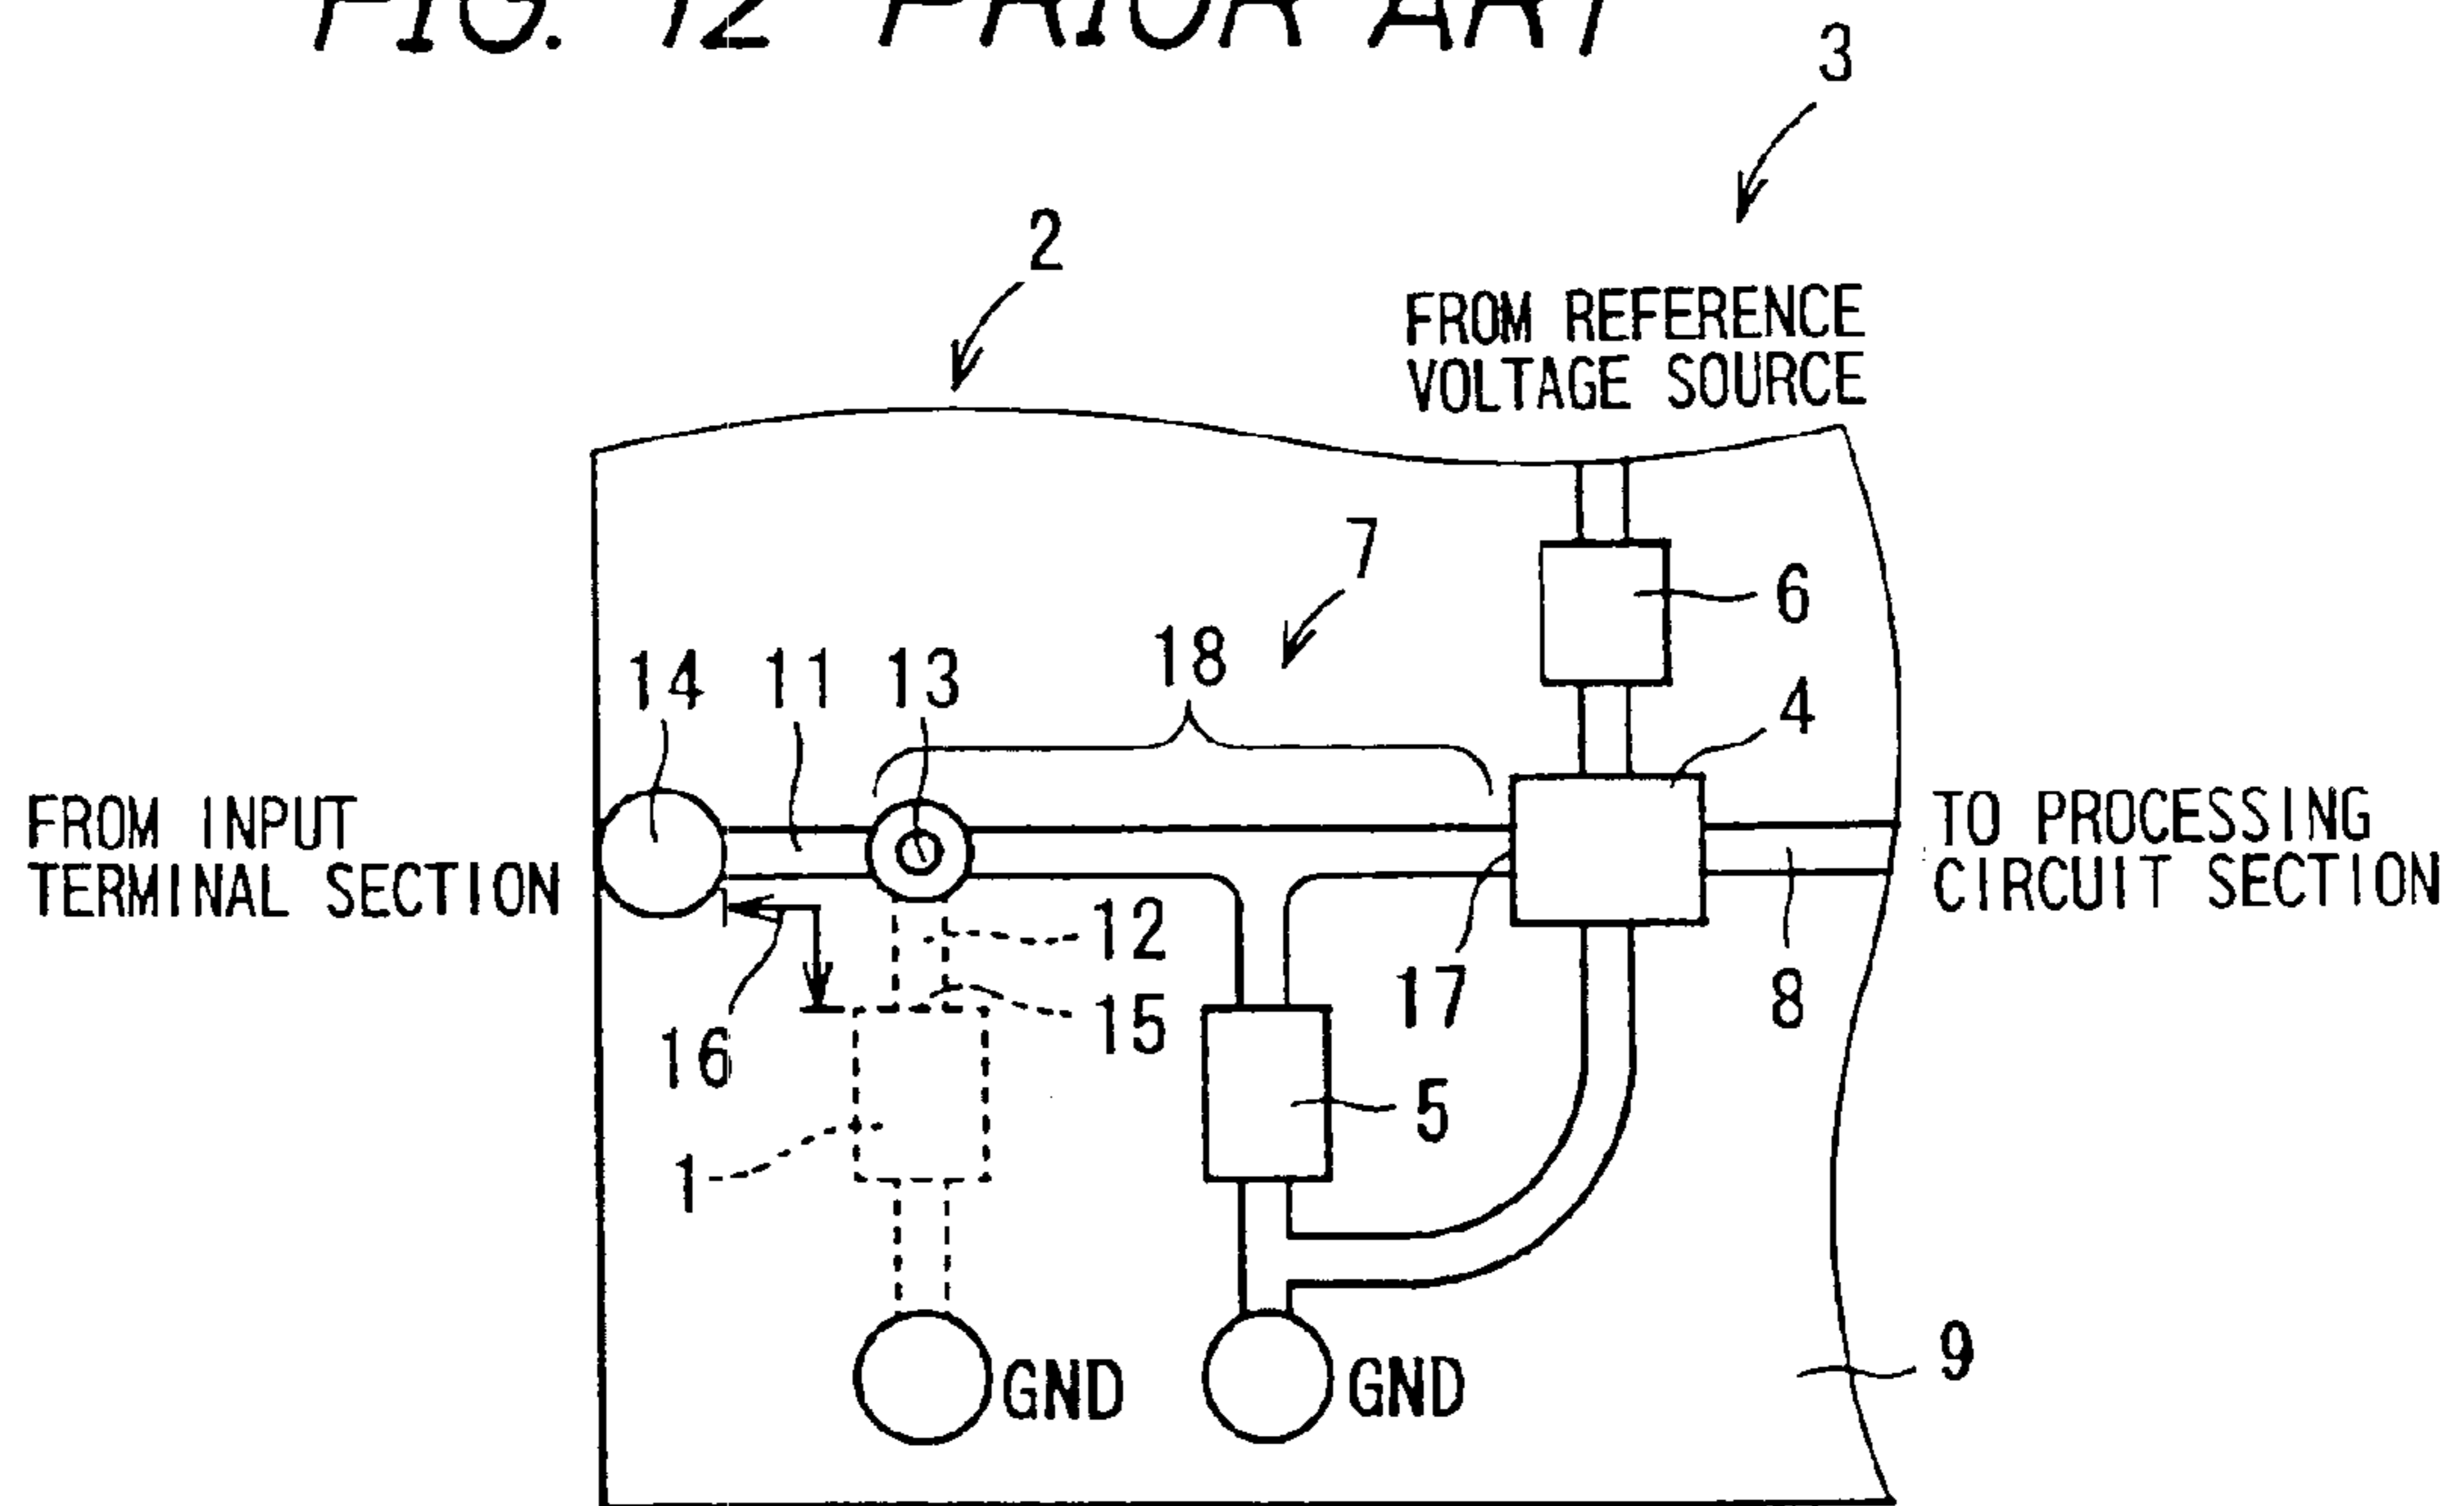 FIG. 12 PRIOR ART
3
2
FROM REFERENCE
VOLTAGE SOURCE
7
6
18
14
11
13
4
FROM INPUT
TERMINAL SECTION
TO PROCESSING
CIRCUIT SECTION
12
17
8
15
16
5
1
9
GND
GND